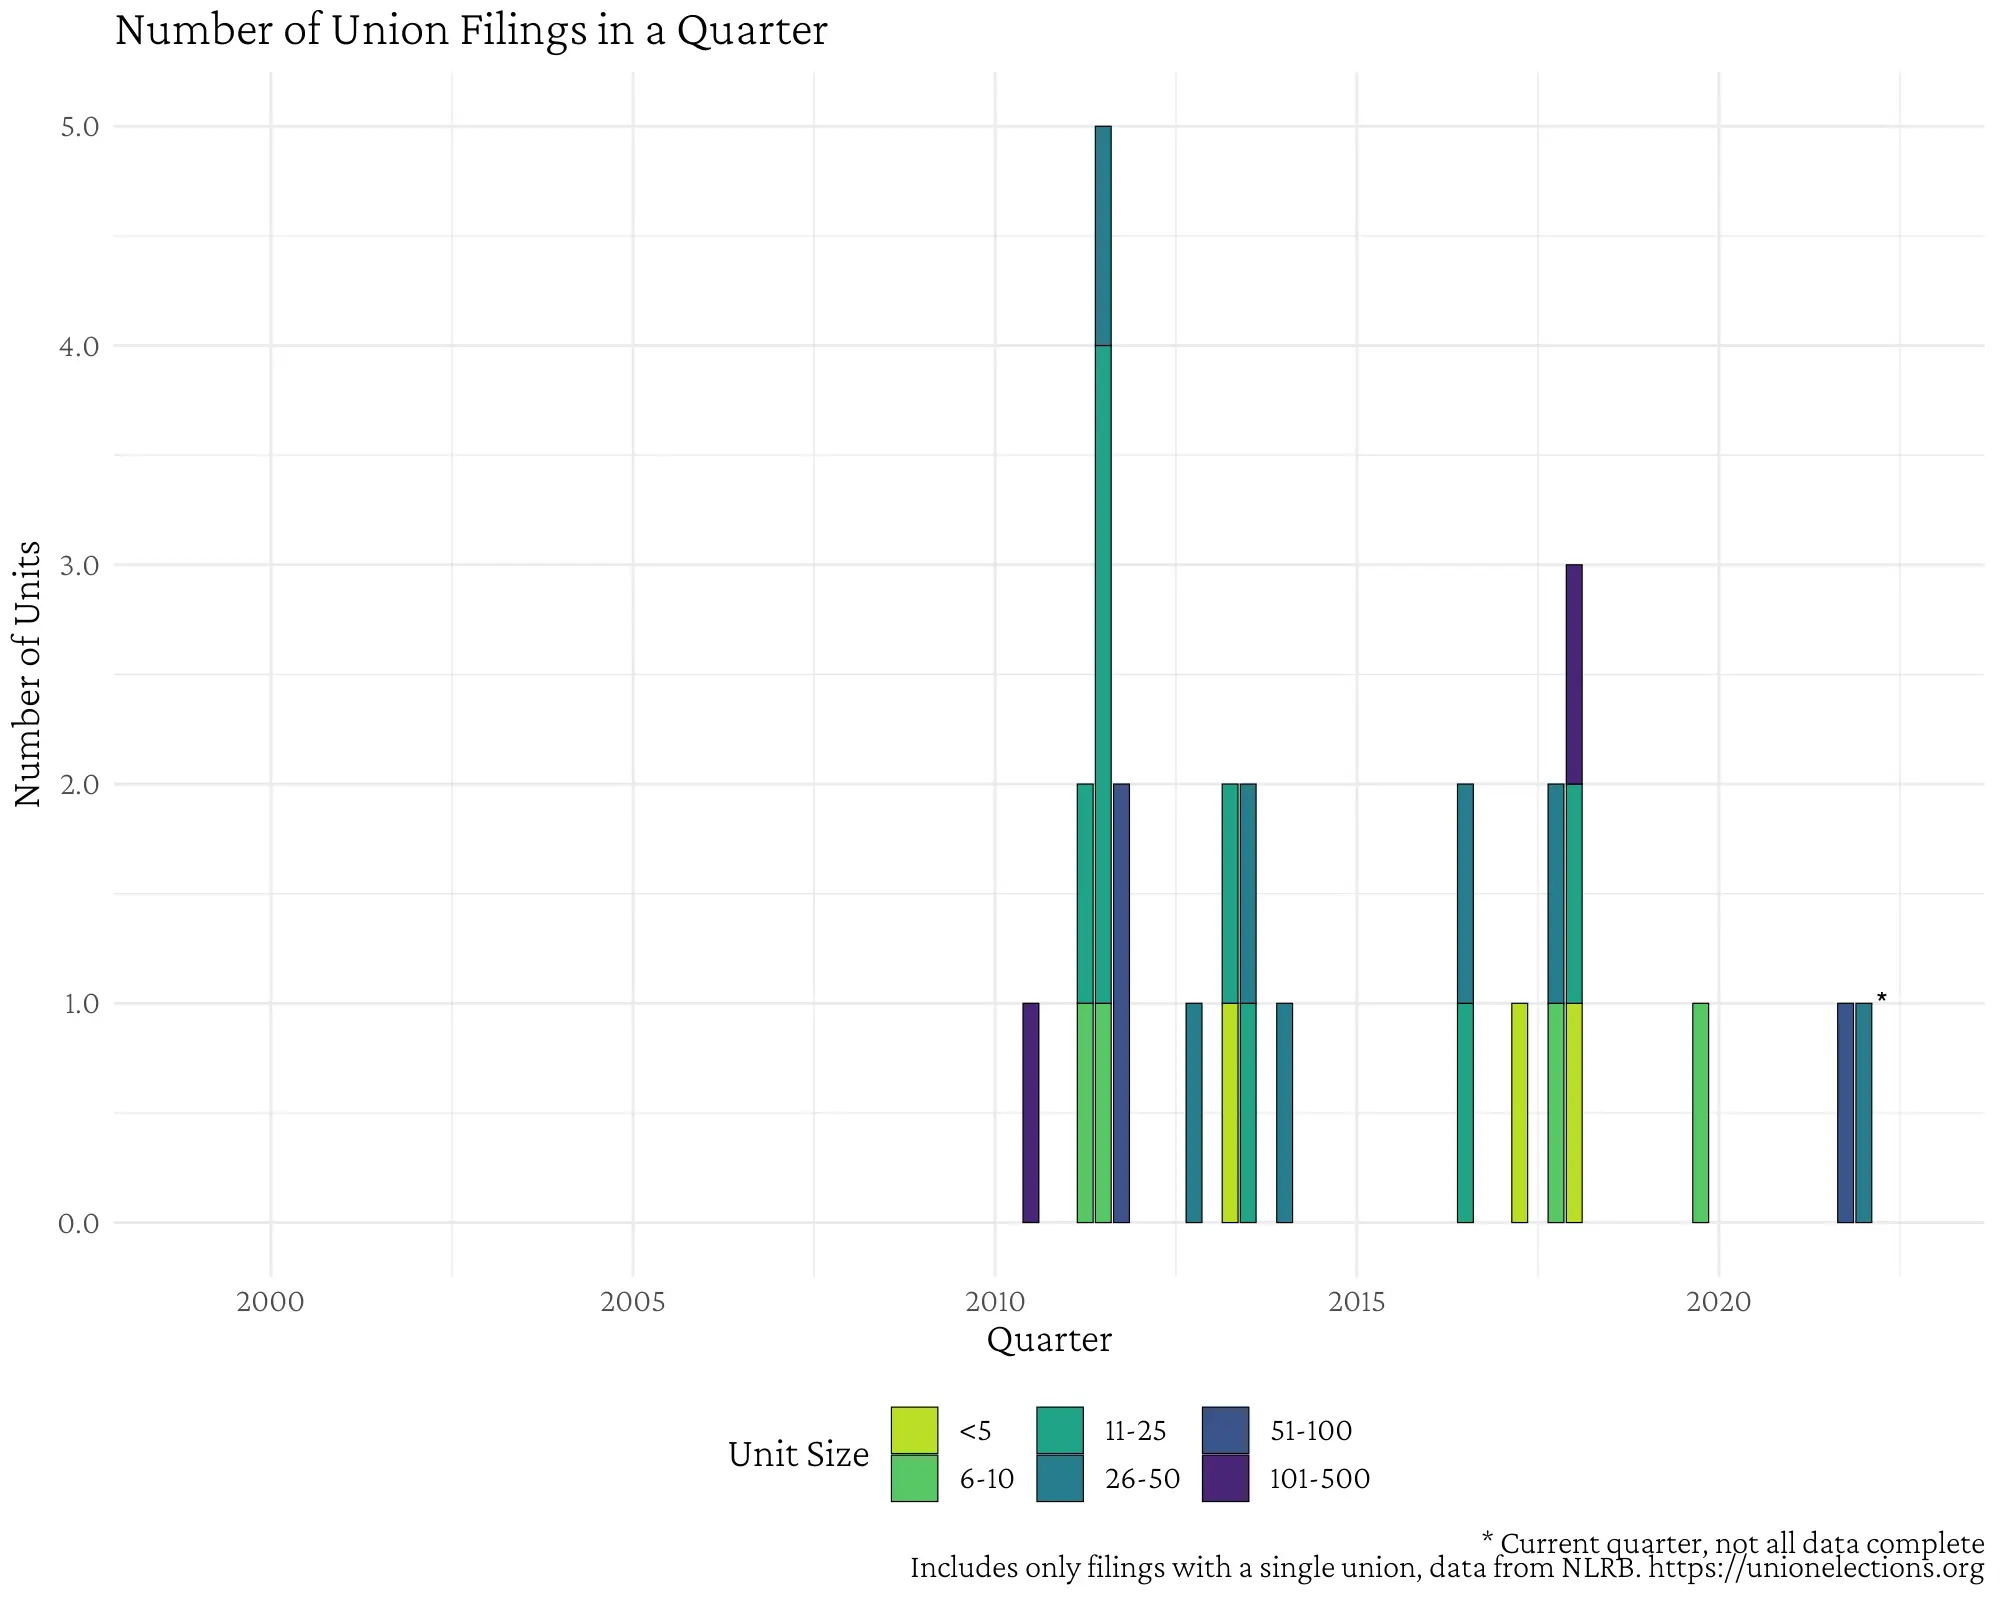 Number of Union Filings in a Quarter
Number of Units
5.0
4.0
3.0
2.0
1.0
0.0
*
2000 2005 2010 2015 2020
Quarter
Unit Size
<5 11-25 51-100
6-10 26-50 101-500
* Current quarter, not all data complete
Includes only filings with a single union, data from NLRB. https://unionelections.org